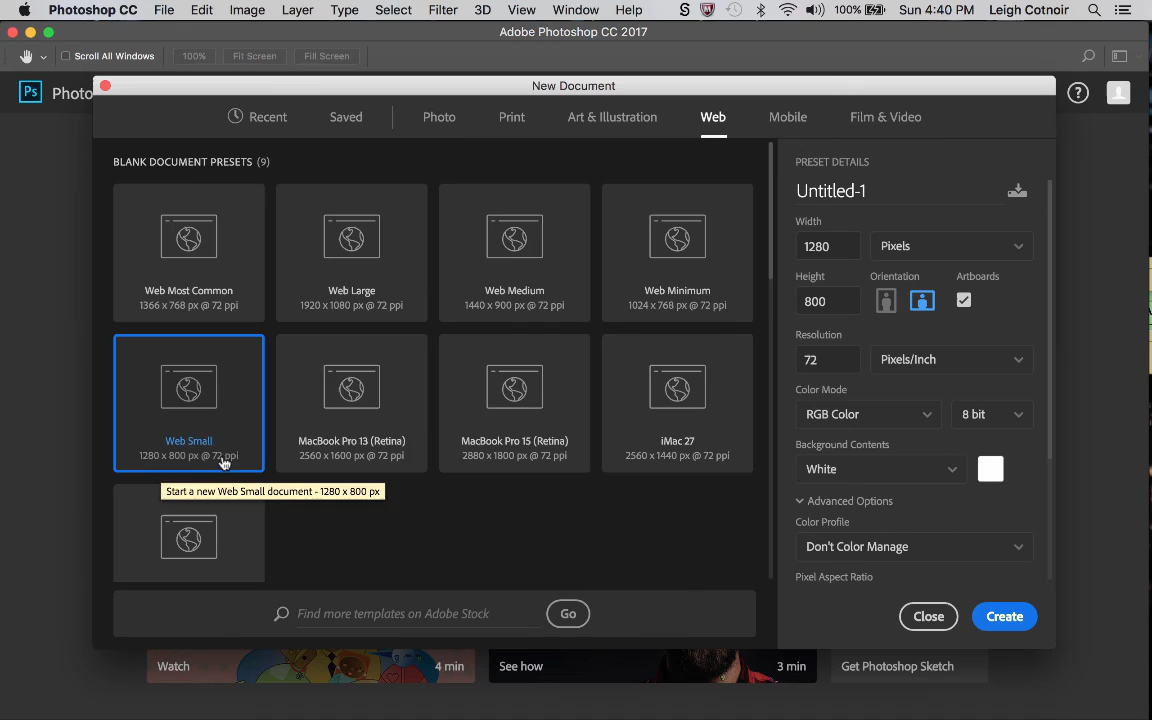 Photoshop CC File Edit Image Layer Type Select Filter 3D View Window Help 100% Sun 4:40 PM Leigh Cotnoir
Adobe Photoshop CC 2017
Scroll All Windows 100% Fit Screen Fill Screen
Ps Photo
New Document
Recent Saved Photo Print Art & Illustration Web Mobile Film & Video
BLANK DOCUMENT PRESETS (9)
Web Most Common
1366 x 768 px @ 72 ppi
Web Large
1920 x 1080 px @ 72 ppi
Web Medium
1440 x 900 px @ 72 ppi
Web Minimum
1024 x 768 px @ 72 ppi
Web Small
1280 x 800 px @ 72 ppi
MacBook Pro 13 (Retina)
2560 x 1600 px @ 72 ppi
MacBook Pro 15 (Retina)
2880 x 1800 px @ 72 ppi
iMac 27
2560 x 1440 px @ 72 ppi
Start a new Web Small document - 1280 x 800 px
Find more templates on Adobe Stock Go
PRESET DETAILS
Untitled-1
Width
1280 Pixels
Height Orientation Artboards
800
Resolution
72 Pixels/Inch
Color Mode
RGB Color 8 bit
Background Contents
White
Advanced Options
Color Profile
Don't Color Manage
Pixel Aspect Ratio
Close Create
Watch 4 min See how 3 min Get Photoshop Sketch